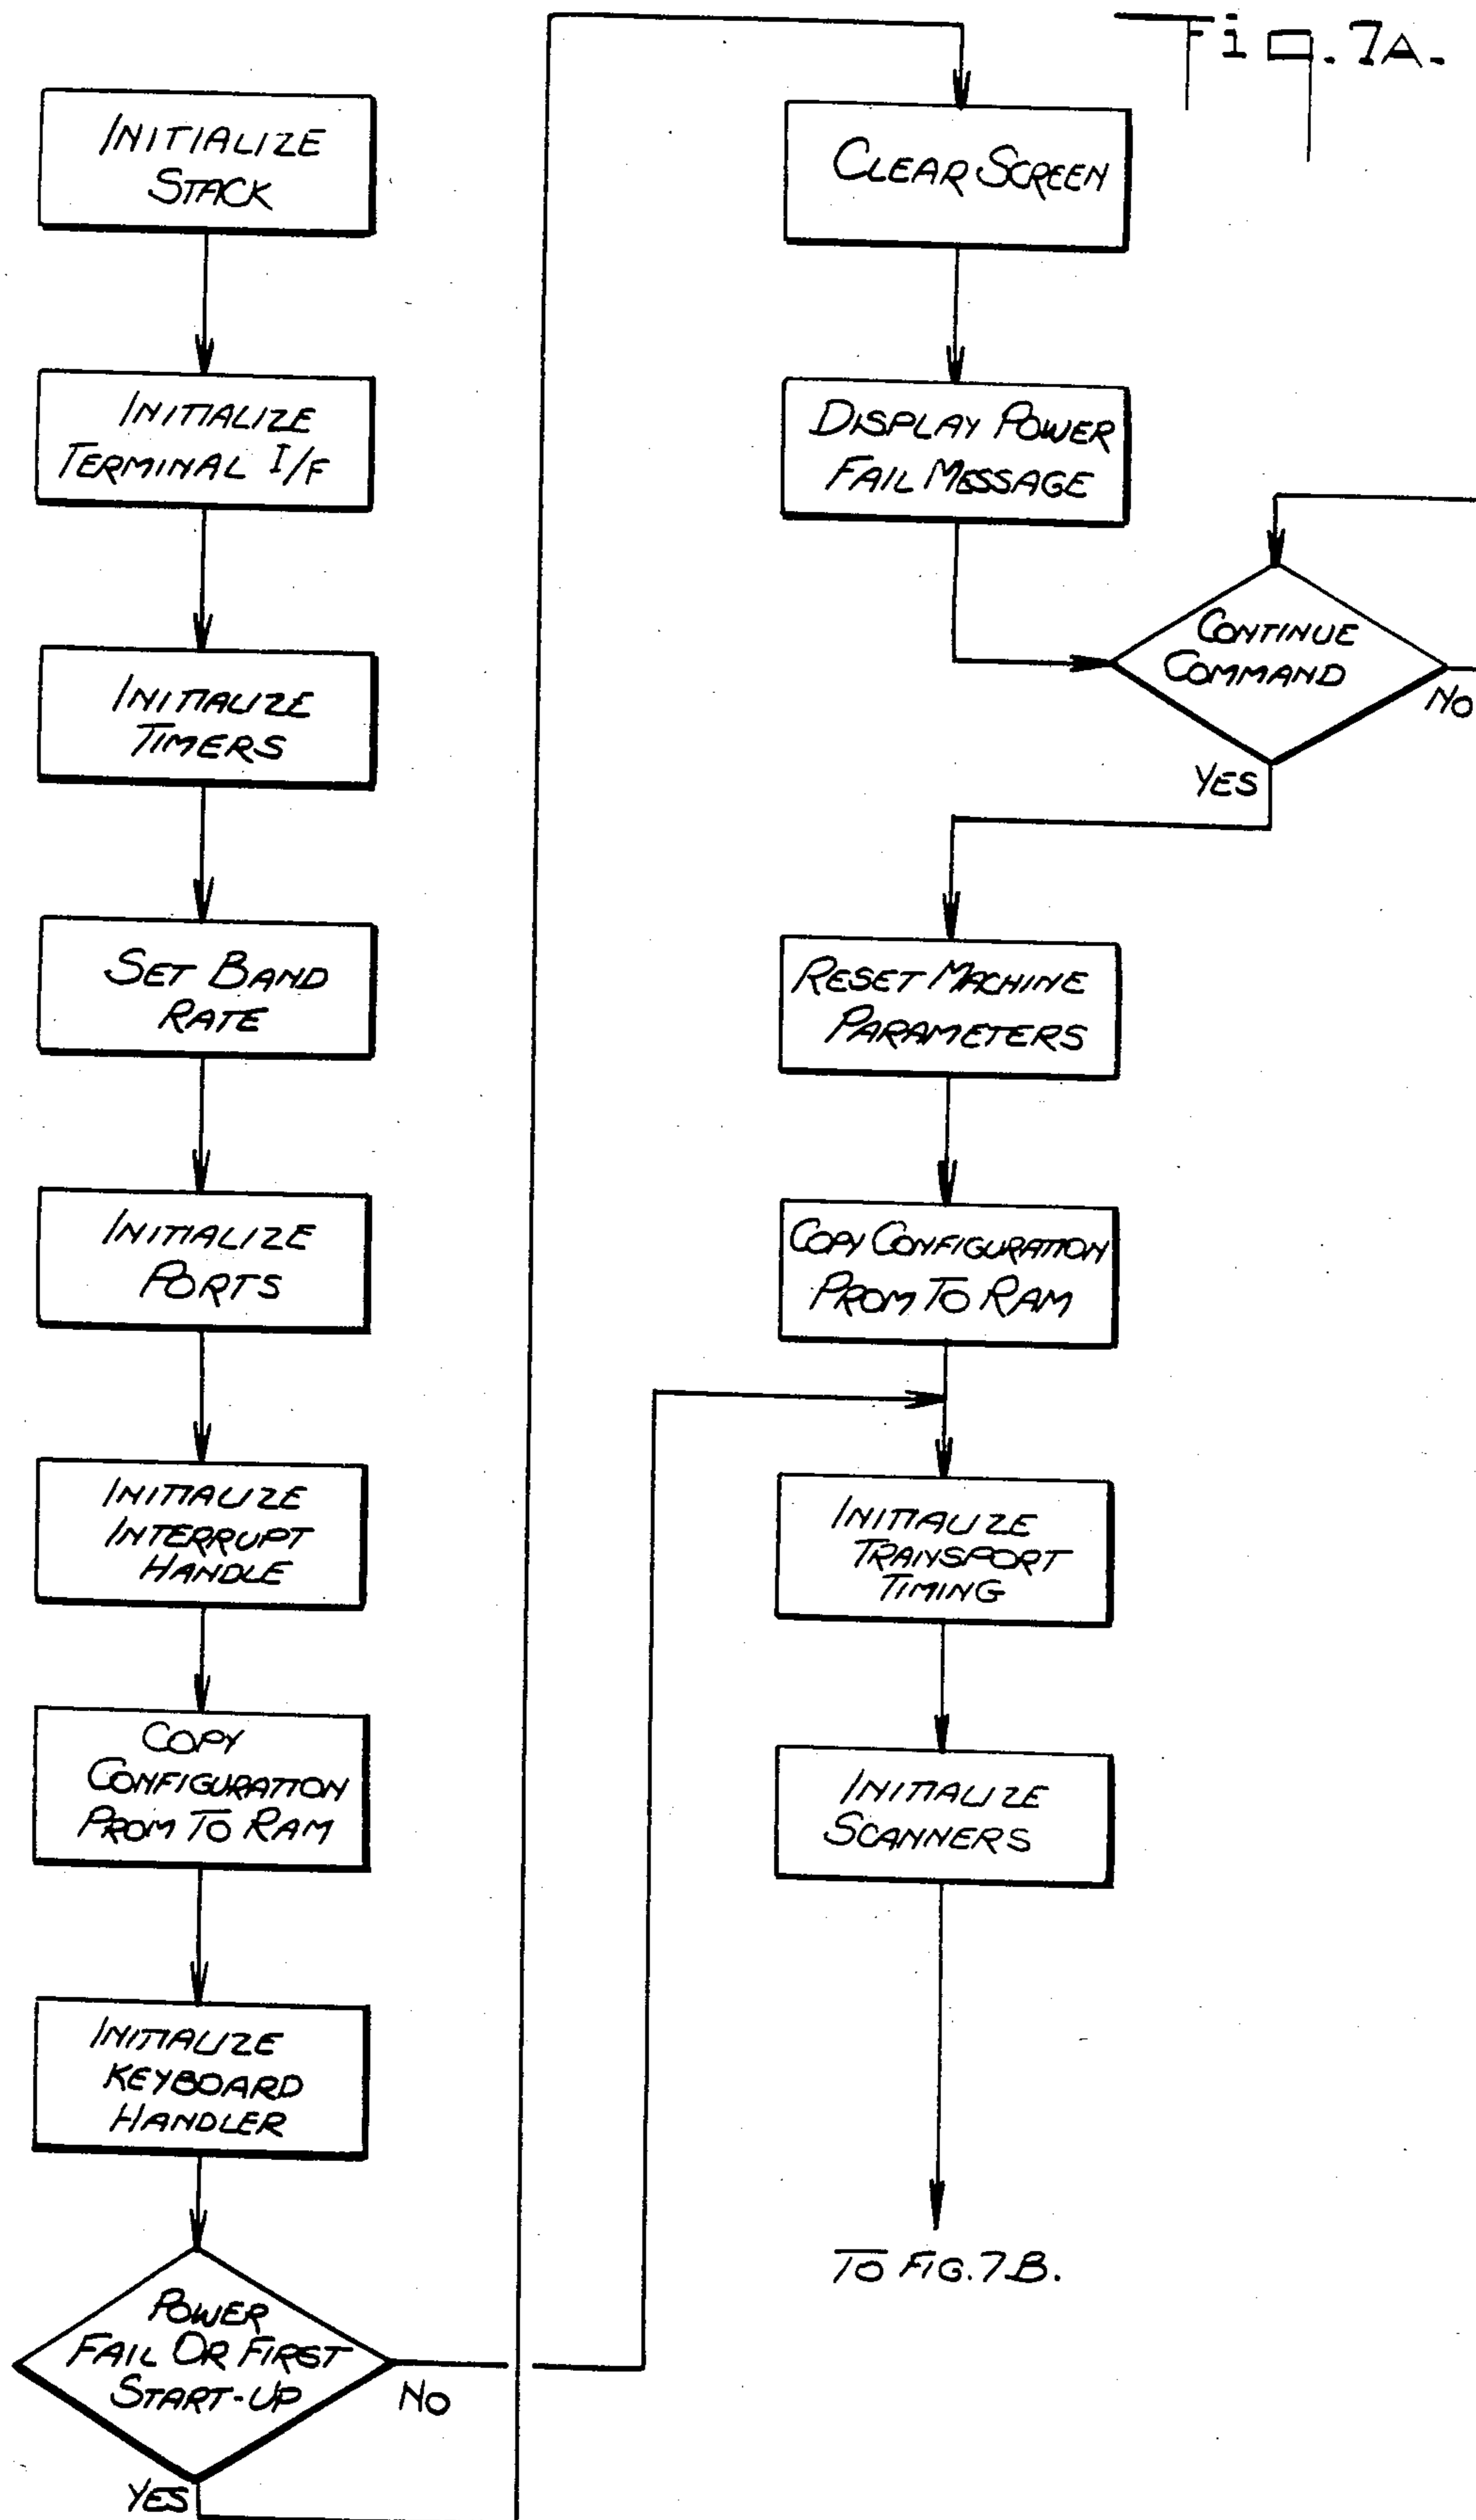 Fig. 7A.
INITIALIZE
STACK
INITIALIZE
TERMINAL I/F
INITIALIZE
TIMERS
SET BAND
RATE
INITIALIZE
PORTS
INITIALIZE
INTERRUPT
HANDLE
COPY
CONFIGURATION
PROM TO RAM
INITIALIZE
KEYBOARD
HANDLER
POWER
FAIL OR FIRST
START-UP
NO
YES
CLEAR SCREEN
DISPLAY POWER
FAIL MESSAGE
CONTINUE
COMMAND
NO
YES
RESET MACHINE
PARAMETERS
COPY CONFIGURATION
PROM TO RAM
INITIALIZE
TRANSPORT
TIMING
INITIALIZE
SCANNERS
TO FIG. 7B.